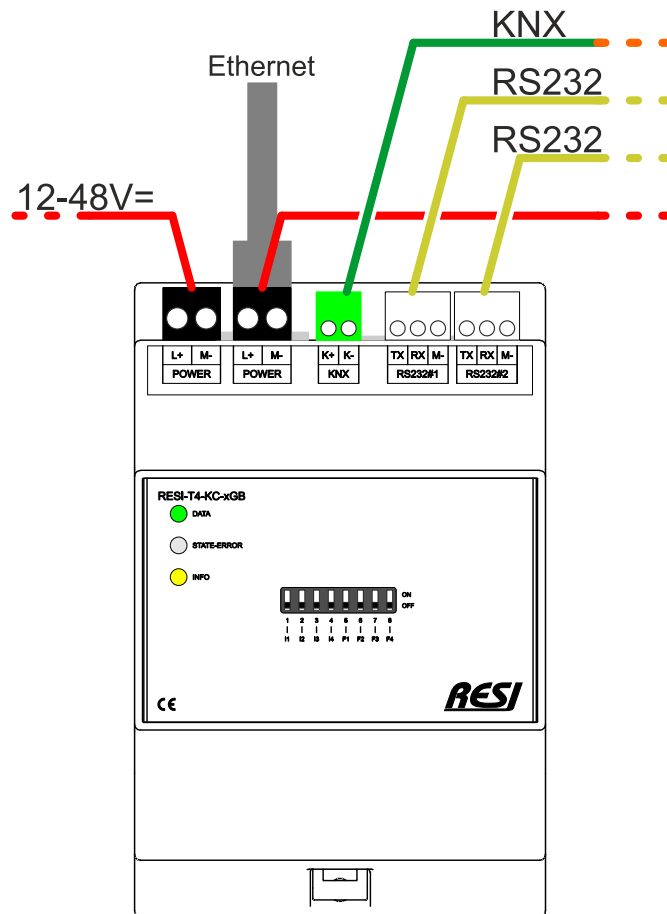 KNX
Ethernet
RS232
RS232
12-48V=
L+ M- L+ M- K+ K- TX RX M- TX RX M-
POWER POWER KNX RS232#1 RS232#2
RESI-T4-KC-xGB
DATA
STATE-ERROR
INFO
ON
OFF
1 2 3 4 5 6 7 8
I1 I2 I3 I4 F1 F2 F3 F4
CE RESI